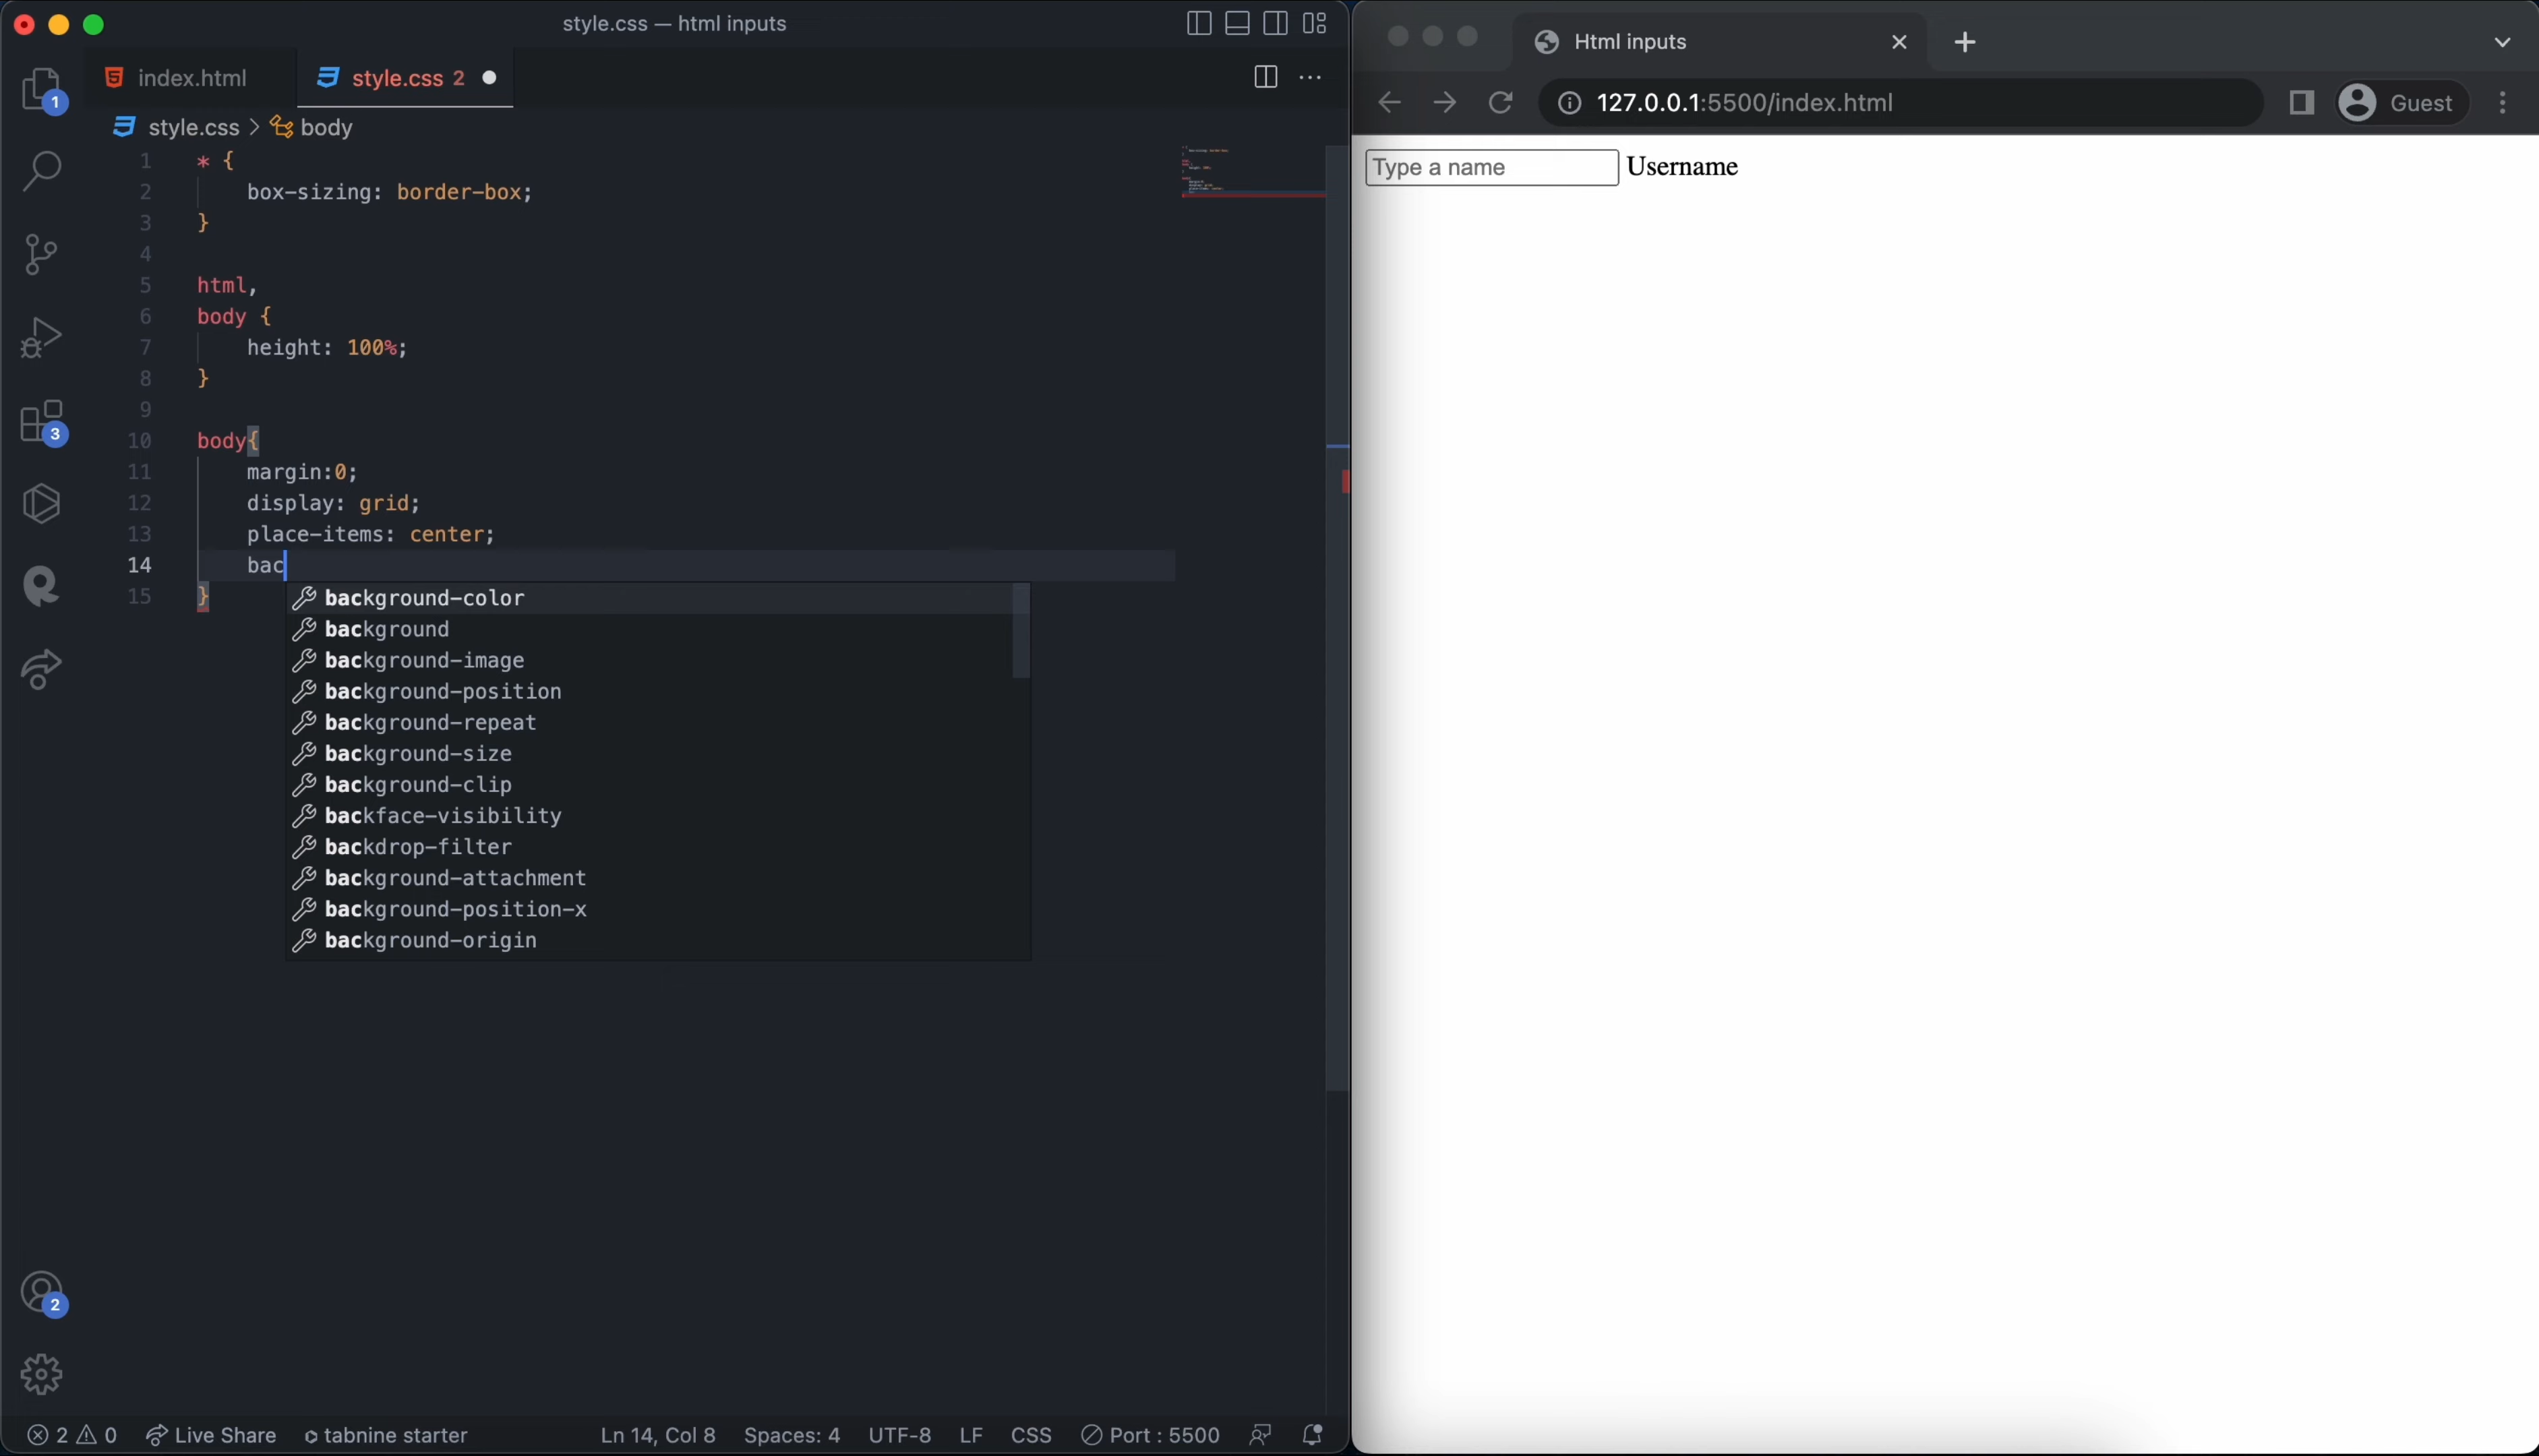 style.css — html inputs
index.html
style.css 2
style.css > body
1 * {
2 box-sizing: border-box;
3 }
4
5 html,
6 body {
7 height: 100%;
8 }
9
10 body{
11 margin:0;
12 display: grid;
13 place-items: center;
14 bac
15 }
background-color
background
background-image
background-position
background-repeat
background-size
background-clip
backface-visibility
backdrop-filter
background-attachment
background-position-x
background-origin
1
3
2
2 0 Live Share tabnine starter Ln 14, Col 8 Spaces: 4 UTF-8 LF CSS Port : 5500
Html inputs
127.0.0.1:5500/index.html
Guest
Type a name Username